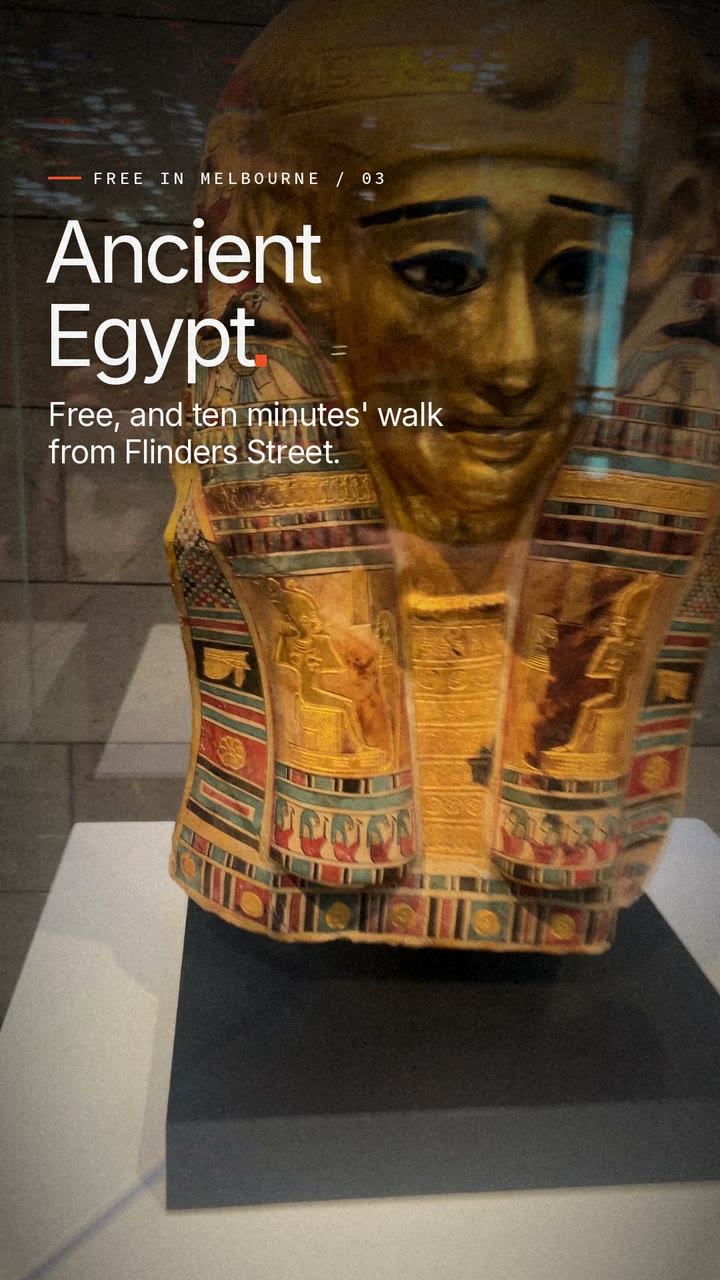 FREE IN MELBOURNE / 03
Ancient
Egypt.
Free, and ten minutes' walk
from Flinders Street.